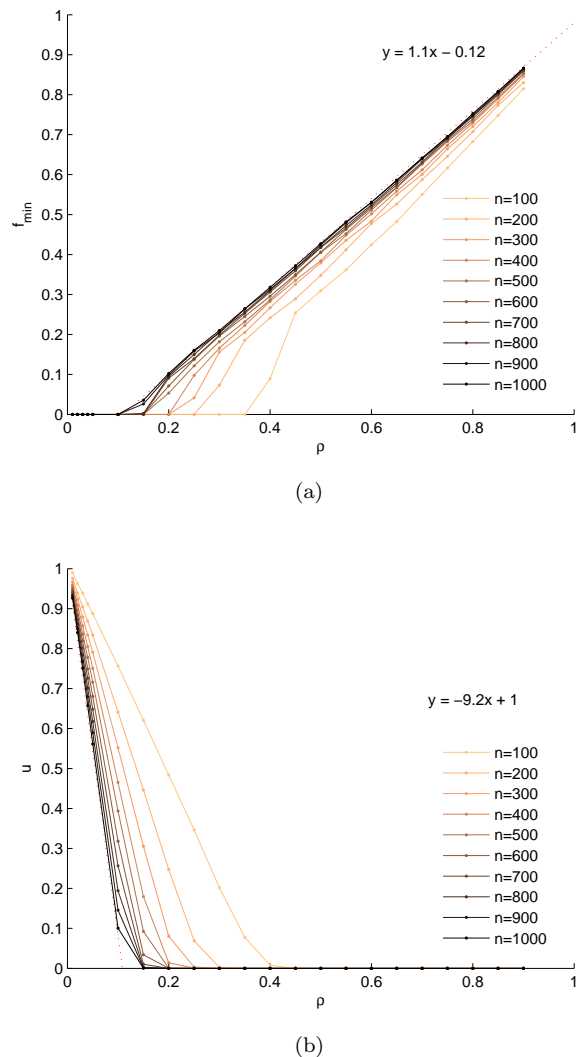 1
y = 1.1x − 0.12
0.9
0.8
0.7
0.6
0.5
0.4
0.3
0.2
0.1
0
f_min
n=100
n=200
n=300
n=400
n=500
n=600
n=700
n=800
n=900
n=1000
0 0.2 0.4 0.6 0.8 1
ρ
(a)
1
0.9
0.8
0.7
0.6
0.5
0.4
0.3
0.2
0.1
0
u
y = −9.2x + 1
n=100
n=200
n=300
n=400
n=500
n=600
n=700
n=800
n=900
n=1000
0 0.2 0.4 0.6 0.8 1
ρ
(b)